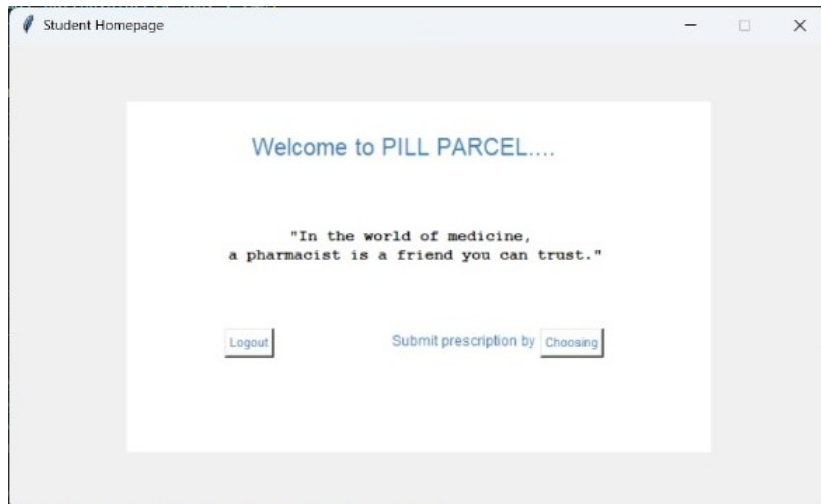 Student Homepage
Welcome to PILL PARCEL....
"In the world of medicine,
a pharmacist is a friend you can trust."
Logout
Submit prescription by Choosing